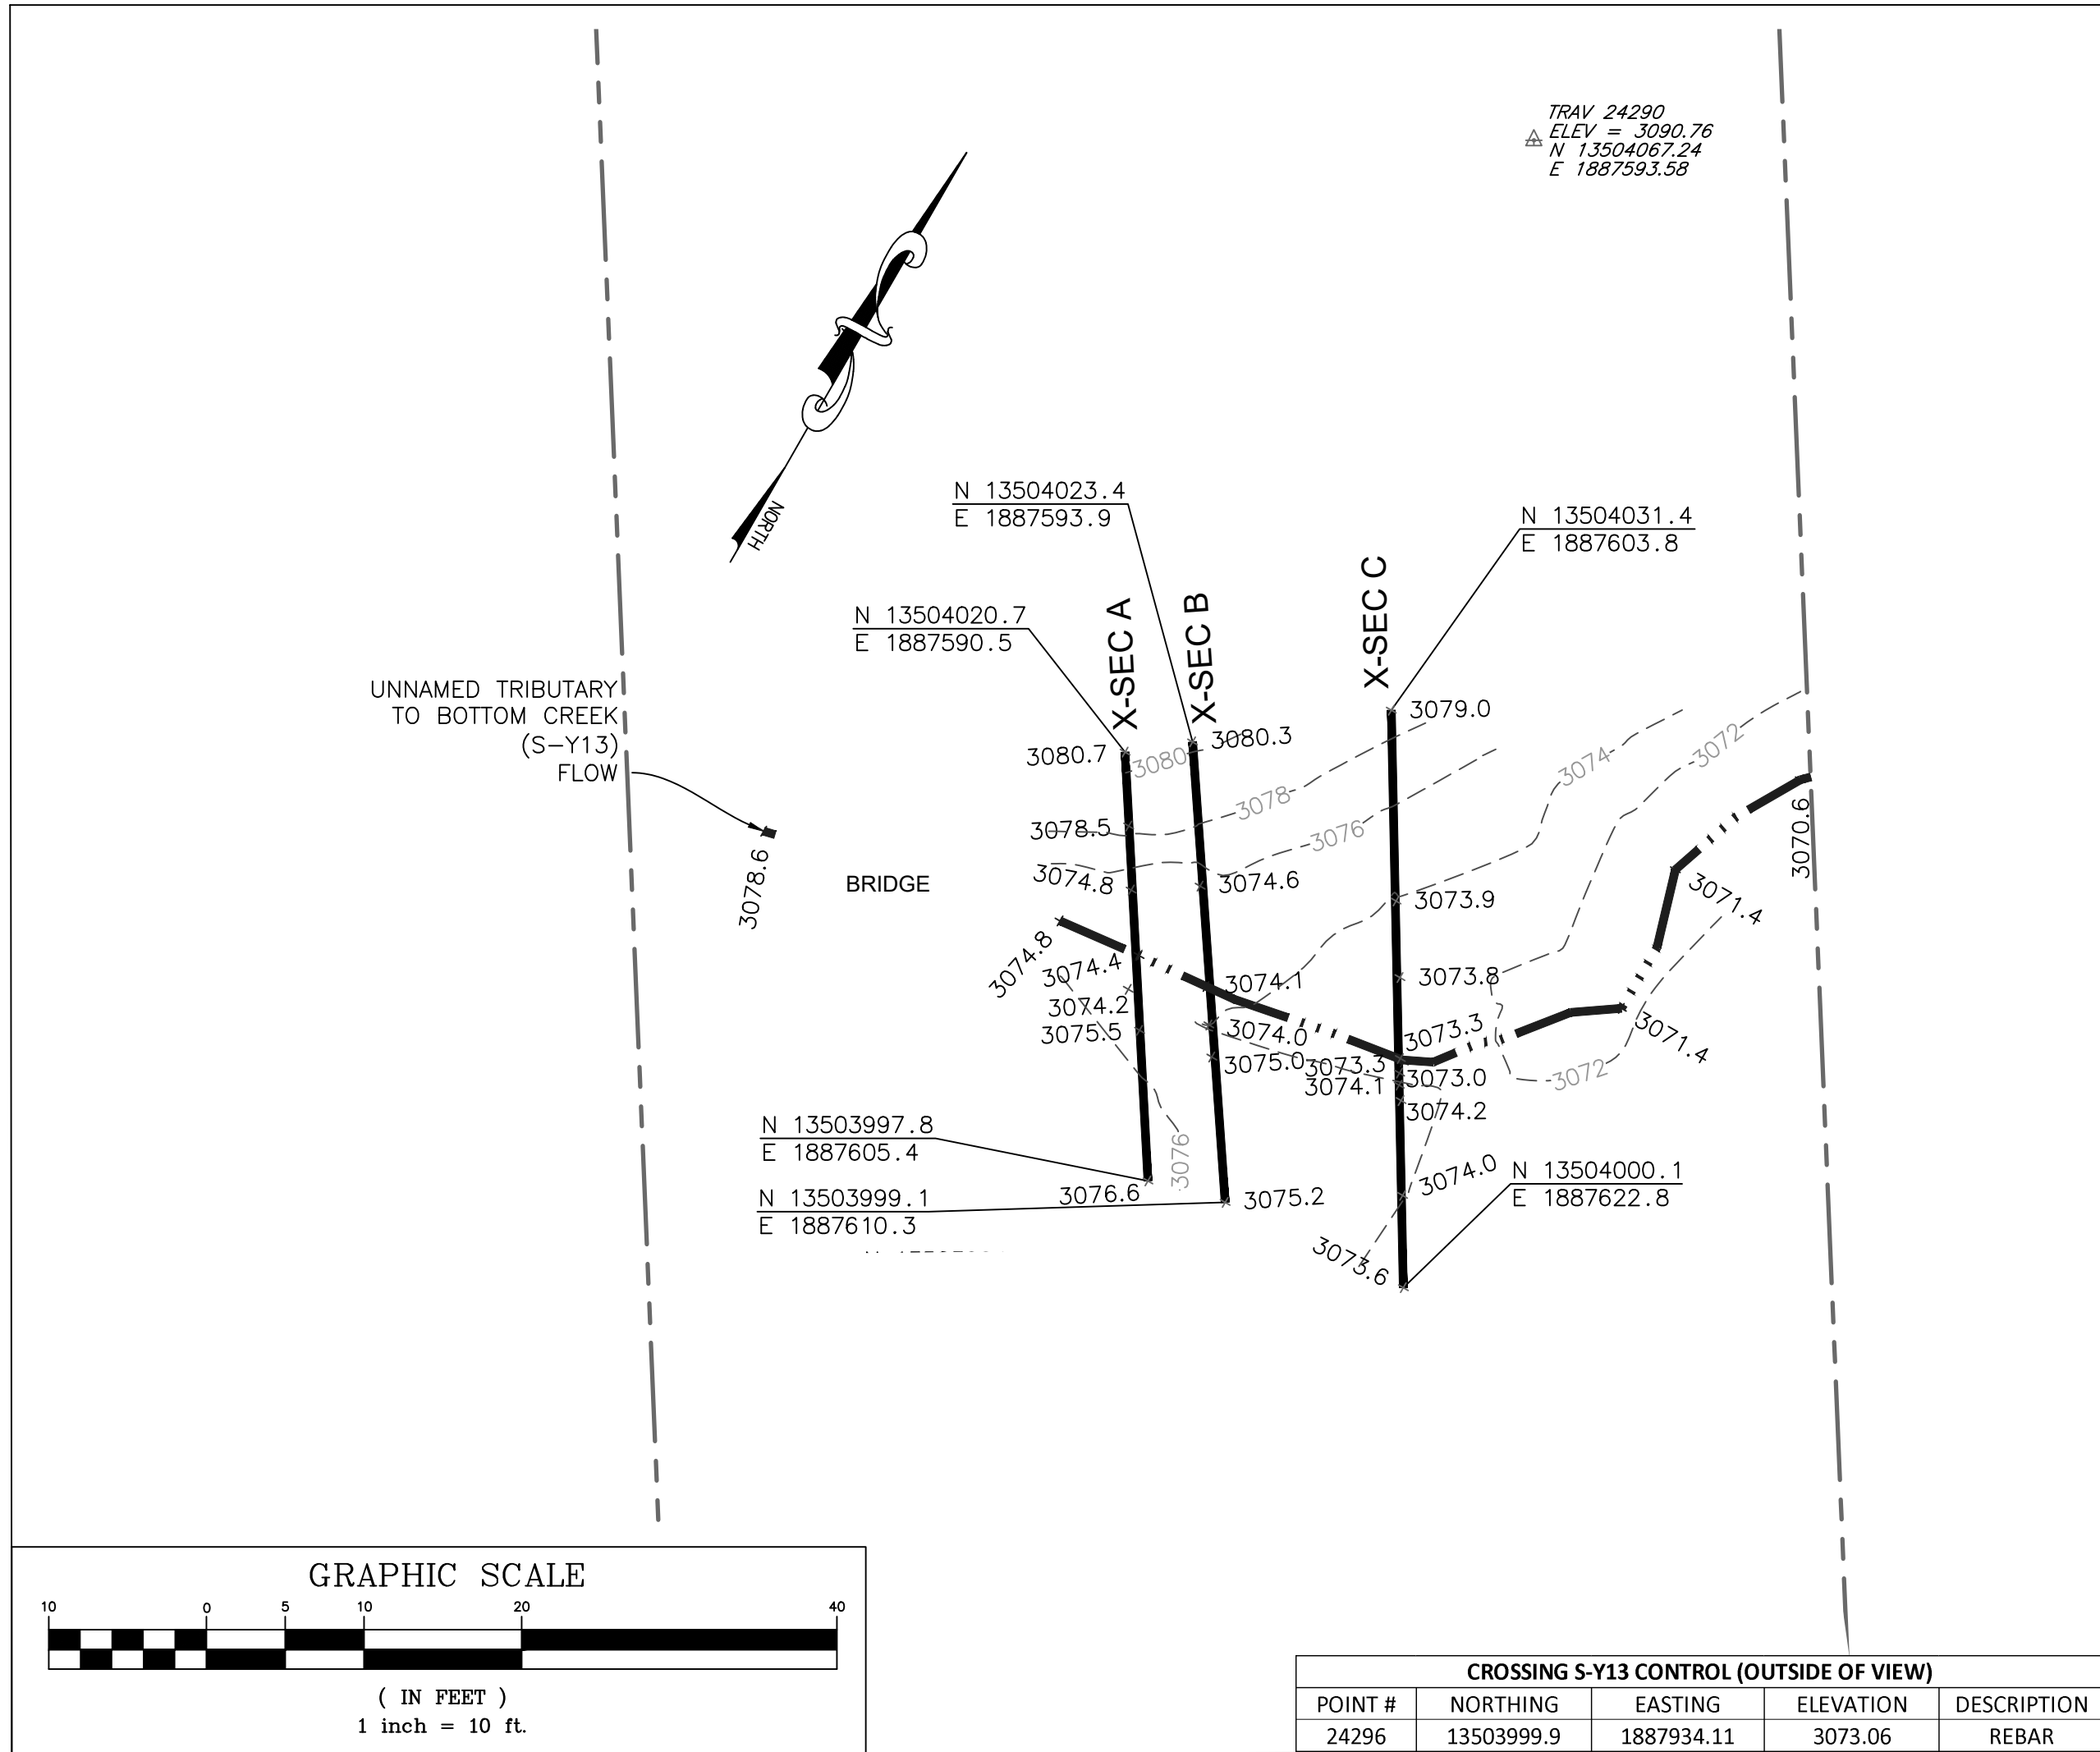 TRAV 24290
ELEV = 3090.76
N 13504067.24
E 1887593.58
NORTH
N 13504023.4
E 1887593.9
N 13504031.4
E 1887603.8
N 13504020.7
E 1887590.5
X-SEC A
X-SEC B
X-SEC C
UNNAMED TRIBUTARY
TO BOTTOM CREEK
(S-Y13)
FLOW
3078.6
BRIDGE
3080.7
3080
3080.3
3079.0
3078.5
3078
3076
3074
3072
3070.6
3074.8
3074.6
3073.9
3071.4
3074.8
3074.4
3074.1
3073.8
3074.2
3075.5
3074.0
3075.0
3073.3
3073.3
3073.0
3074.1
3074.2
3071.4
3072
3076
N 13503997.8
E 1887605.4
3076.6
N 13503999.1
E 1887610.3
3075.2
3074.0
N 13504000.1
E 1887622.8
3073.6
GRAPHIC SCALE
10 0 5 10 20 40
( IN FEET )
1 inch = 10 ft.
CROSSING S-Y13 CONTROL (OUTSIDE OF VIEW)
POINT # NORTHING EASTING ELEVATION DESCRIPTION
24296 13503999.9 1887934.11 3073.06 REBAR